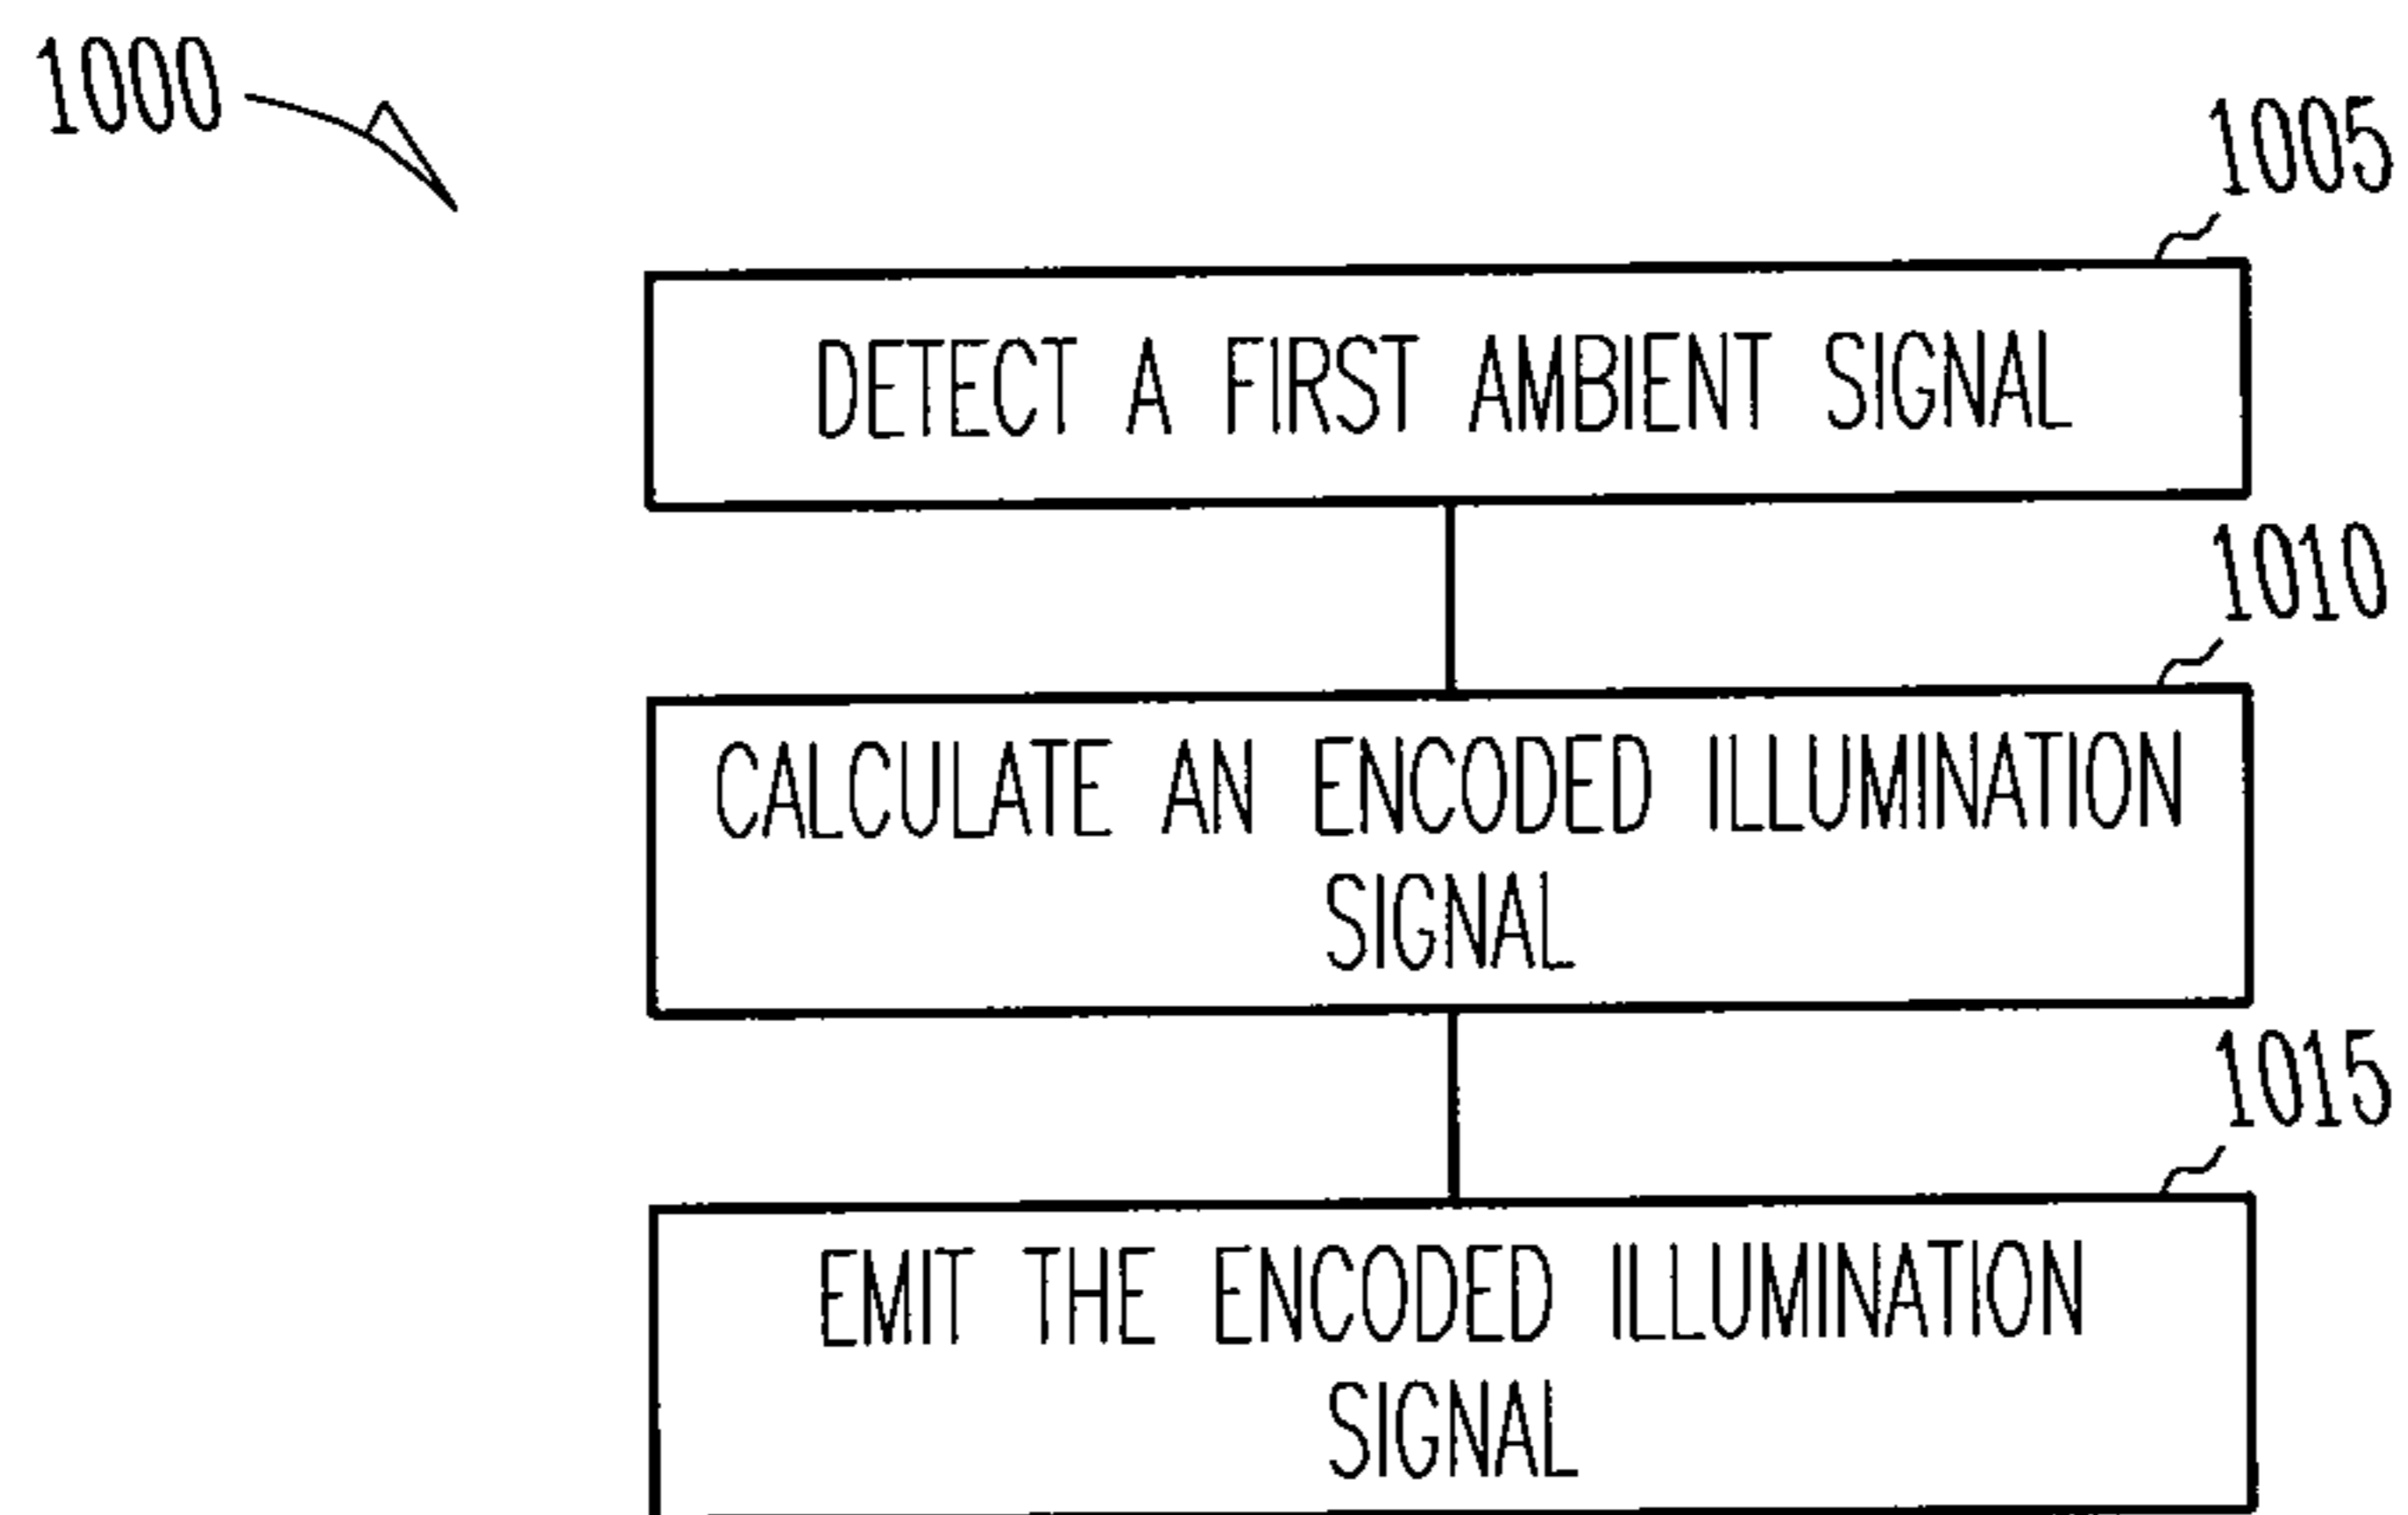 1000
1005
DETECT A FIRST AMBIENT SIGNAL
1010
CALCULATE AN ENCODED ILLUMINATION
SIGNAL
1015
EMIT THE ENCODED ILLUMINATION
SIGNAL